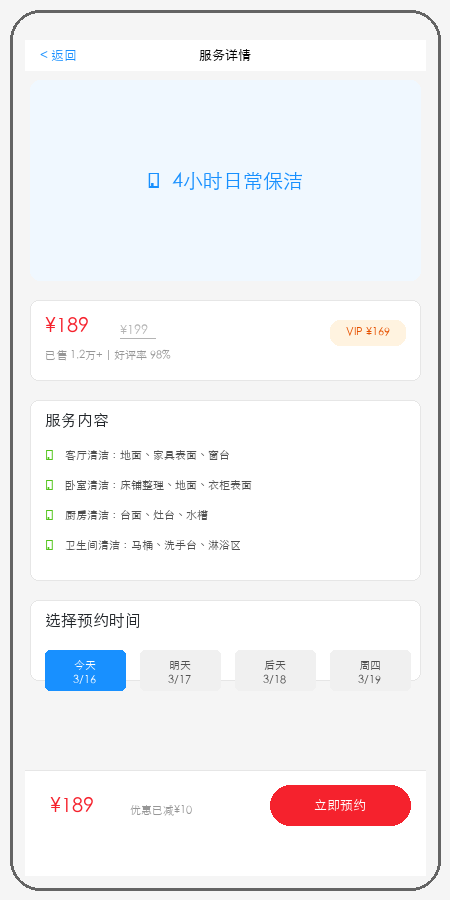 < 返回
服务详情
4小时日常保洁
¥189
¥199
VIP ¥169
已售 1.2万+ | 好评率 98%
服务内容
客厅清洁：地面、家具表面、窗台
卧室清洁：床铺整理、地面、衣柜表面
厨房清洁：台面、灶台、水槽
卫生间清洁：马桶、洗手台、淋浴区
选择预约时间
今天
3/16
明天
3/17
后天
3/18
周四
3/19
¥189
优惠已减¥10
立即预约